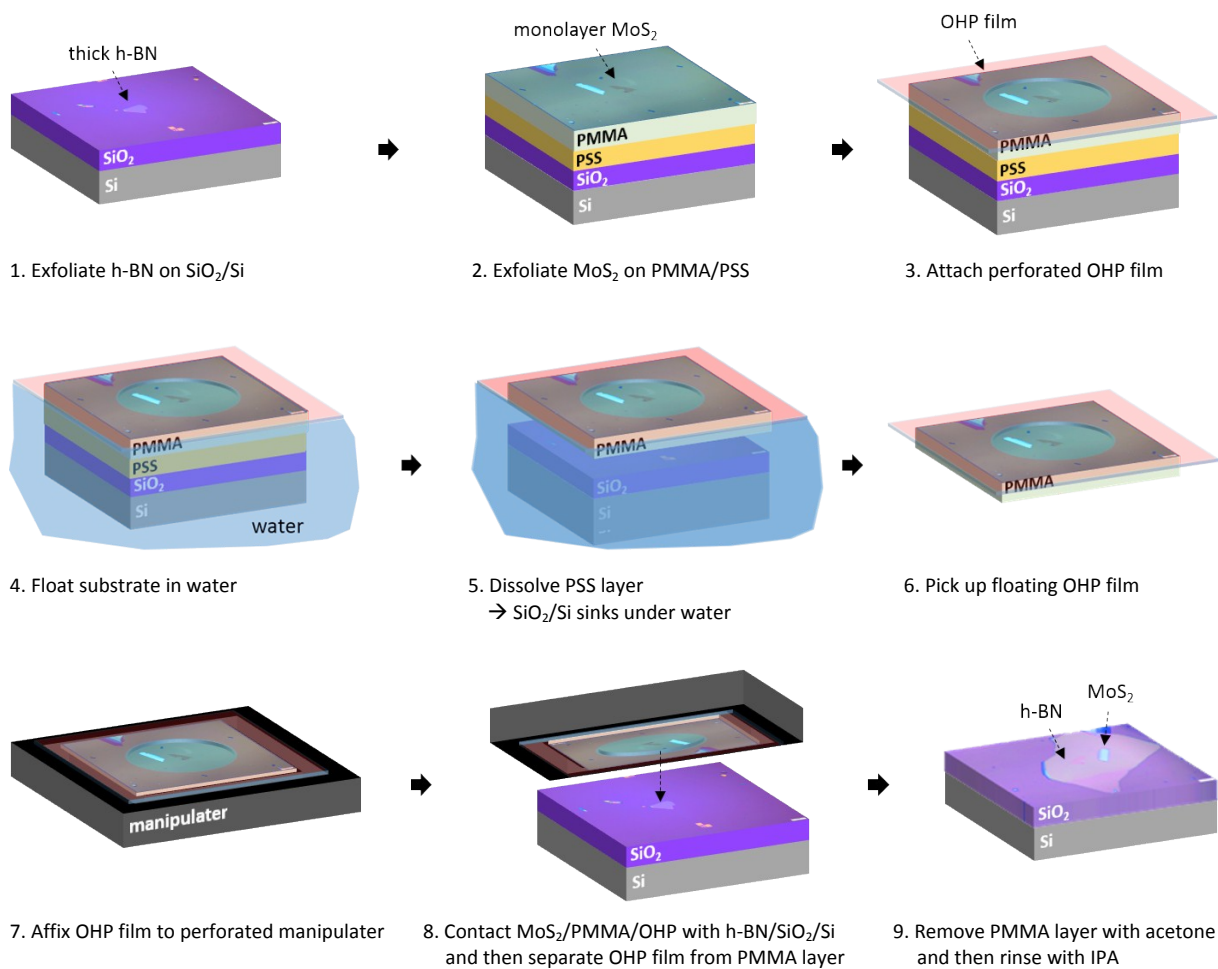 thick h-BN
SiO₂
Si
1. Exfoliate h-BN on SiO₂/Si
monolayer MoS₂
PMMA
PSS
SiO₂
Si
2. Exfoliate MoS₂ on PMMA/PSS
OHP film
PMMA
PSS
SiO₂
Si
3. Attach perforated OHP film
PMMA
PSS
SiO₂
Si
water
4. Float substrate in water
PMMA
SiO₂
Si
5. Dissolve PSS layer
→ SiO₂/Si sinks under water
PMMA
6. Pick up floating OHP film
manipulater
7. Affix OHP film to perforated manipulater
SiO₂
Si
8. Contact MoS₂/PMMA/OHP with h-BN/SiO₂/Si
and then separate OHP film from PMMA layer
MoS₂
h-BN
SiO₂
Si
9. Remove PMMA layer with acetone
and then rinse with IPA